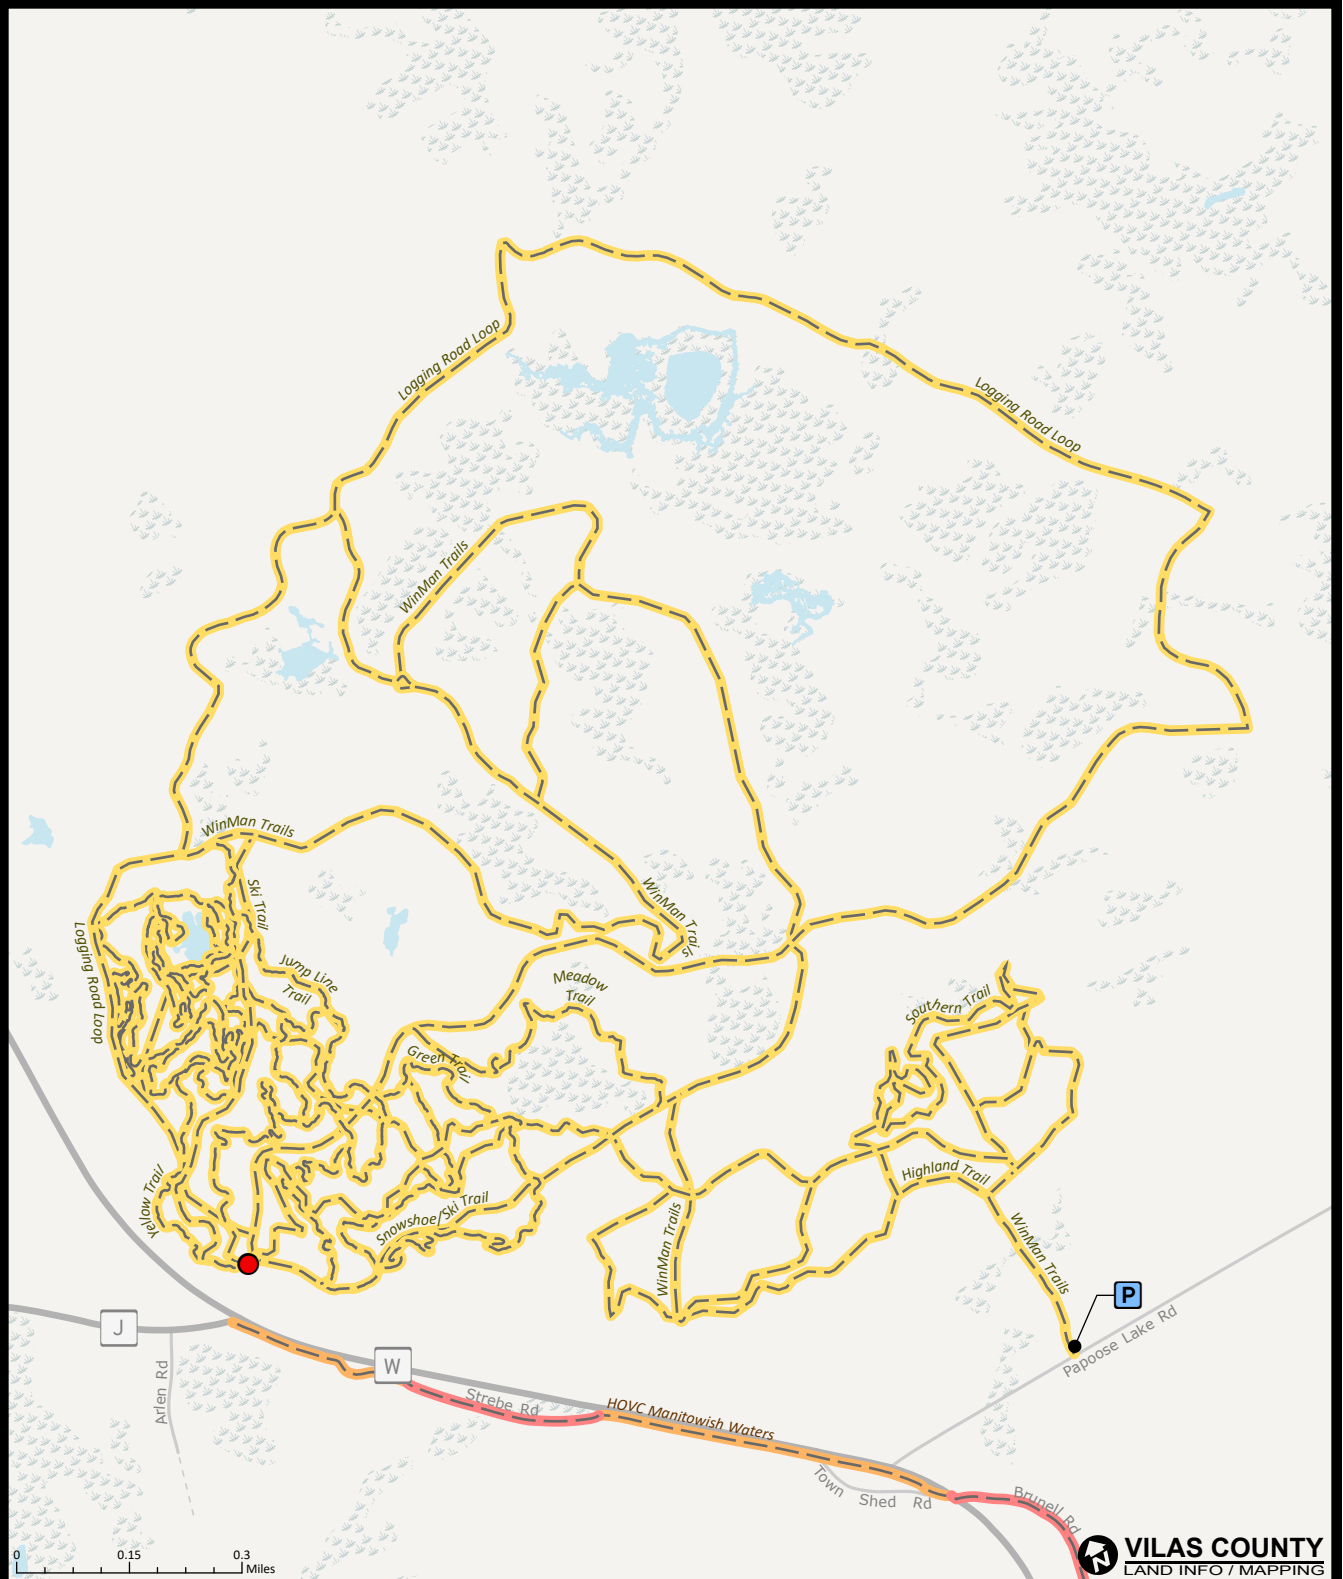 Logging Road Loop
Logging Road Loop
WinMan Trails
WinMan Trails
WinMan Trails
Ski Trail
Jump Line
Trail
Logging Road Loop
Meadow
Trail
Southern Trail
Green Trail
Highland Trail
Yellow Trail
Snowshoe/Ski Trail
WinMan Trails
WinMan Trails
P
Papoose Lake Rd
J
W
Arlen Rd
Strebe Rd
HOVC Manitowish Waters
Town Shed Rd
Brunell Rd
0 0.15 0.3
Miles
N
VILAS COUNTY
LAND INFO / MAPPING